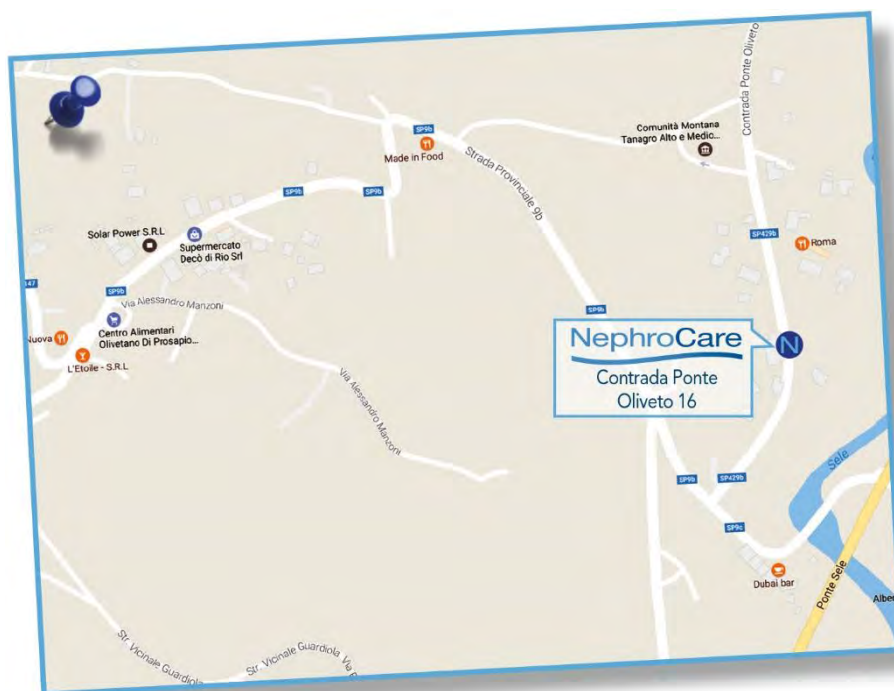 Contrada Ponte Oliveto
SP9b
Made in Food
Strada Provinciale 9b
Comunità Montana
Tanagro Alto e Medic...
SP9b
SP9b
Solar Power S.R.L
Supermercato
Decò di Rio Srl
SP429b
Roma
SP9b
Via Alessandro Manzoni
SP9b
Nuova
Centro Alimentari
Olivetano Di Prosapio...
L'Etoile - S.R.L
NephroCare
Contrada Ponte
Oliveto 16
N
Via Alessandro Manzoni
Sele
SP9b
SP429b
SP9c
Dubai bar
Ponte Sele
Alber
Str. Vicinale Guardiola
Str. Vicinale Guardiola